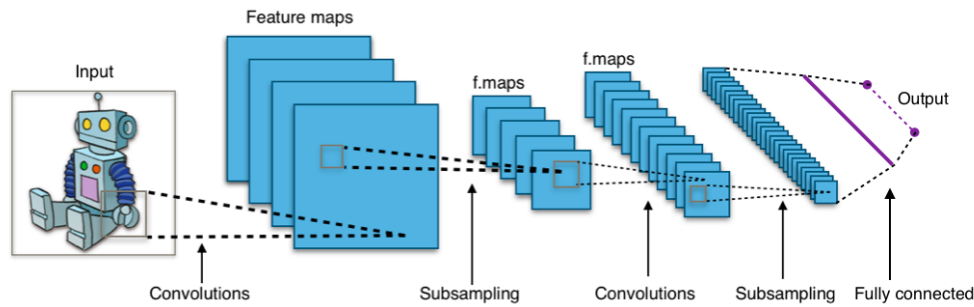 Feature maps
Input
f.maps
f.maps
Output
Convolutions
Subsampling
Convolutions
Subsampling
Fully connected